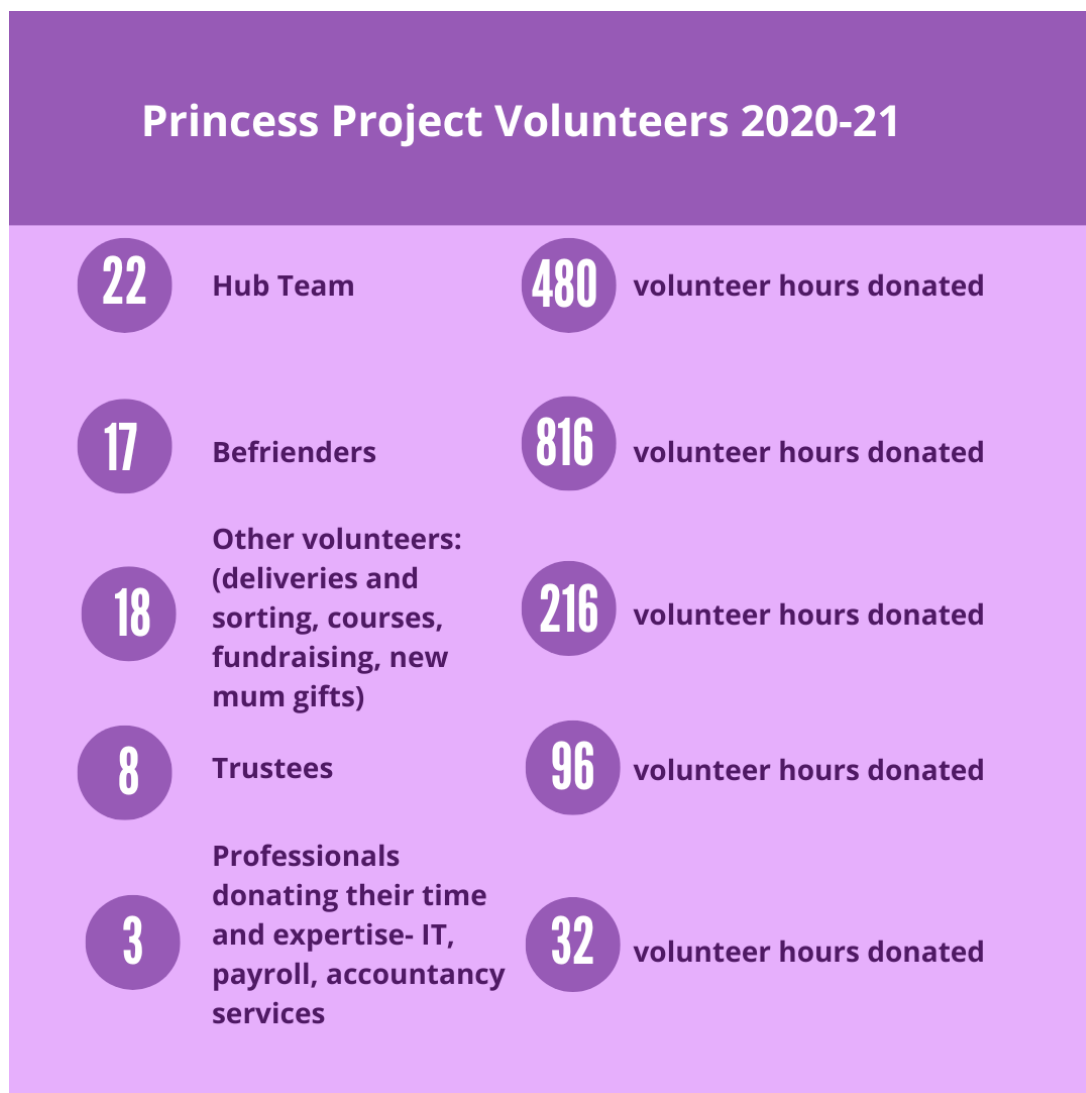 Princess Project Volunteers 2020-21
22
Hub Team
480
volunteer hours donated
17
Befrienders
816
volunteer hours donated
18
Other volunteers:
(deliveries and
sorting, courses,
fundraising, new
mum gifts)
216
volunteer hours donated
8
Trustees
96
volunteer hours donated
3
Professionals
donating their time
and expertise- IT,
payroll, accountancy
services
32
volunteer hours donated